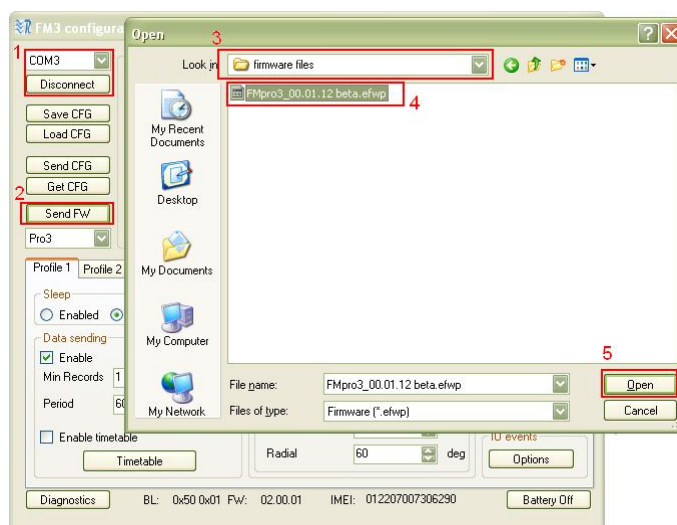 FM3 configura
Open
1
COM3
Disconnect
Save CFG
Load CFG
Send CFG
Get CFG
2
Send FW
Pro3
Profile 1 Profile 2
Sleep
Enabled
Data sending
Enable
Min Records 1
Period 60
Enable timetable
Timetable
3
Look in
firmware files
FMpro3_00.01.12 beta.efwp
4
My Recent
Documents
Desktop
My Documents
My Computer
My Network
File name: FMpro3_00.01.12 beta.efwp
Files of type: Firmware (*.efwp)
5
Open
Cancel
Radial 60 deg
IO events
Options
Diagnostics BL: 0x50 0x01 FW: 02.00.01 IMEI: 012207007306290 Battery Off